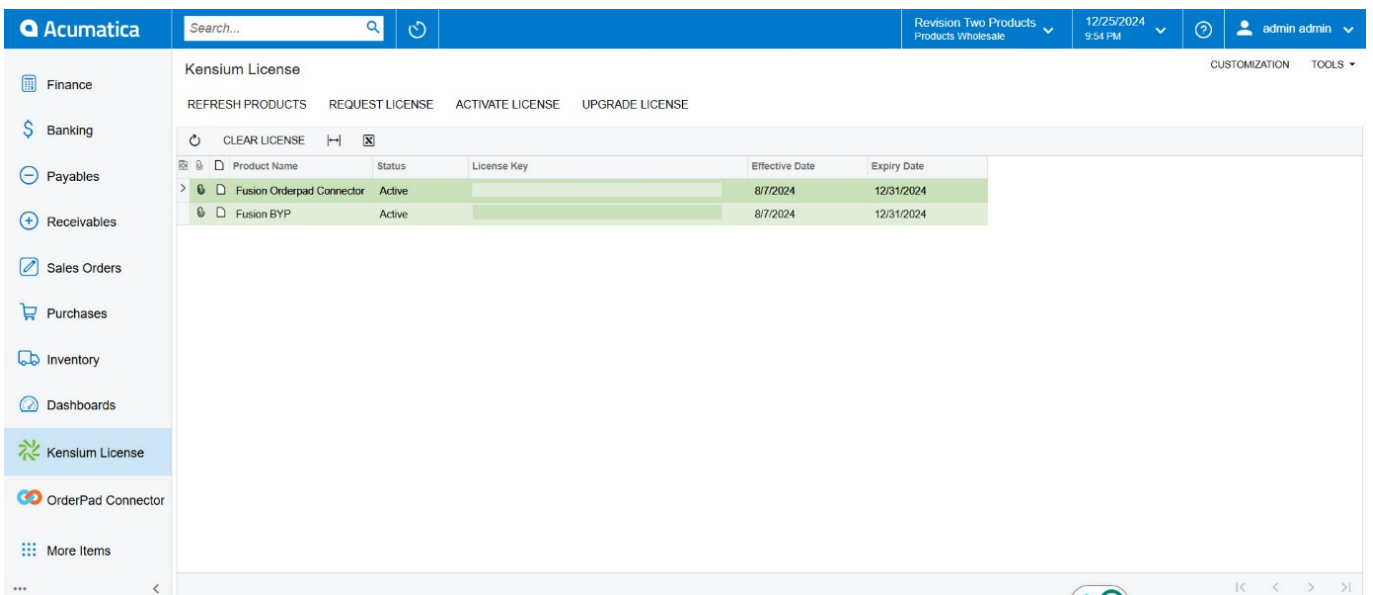 Acumatica
Search...
Revision Two Products
Products Wholesale
12/25/2024
9:54 PM
admin admin
Finance
Banking
Payables
Receivables
Sales Orders
Purchases
Inventory
Dashboards
Kensium License
OrderPad Connector
More Items
Kensium License
CUSTOMIZATION TOOLS
REFRESH PRODUCTS REQUEST LICENSE ACTIVATE LICENSE UPGRADE LICENSE
CLEAR LICENSE
Product Name Status License Key Effective Date Expiry Date
Fusion Orderpad Connector Active 8/7/2024 12/31/2024
Fusion BYP Active 8/7/2024 12/31/2024